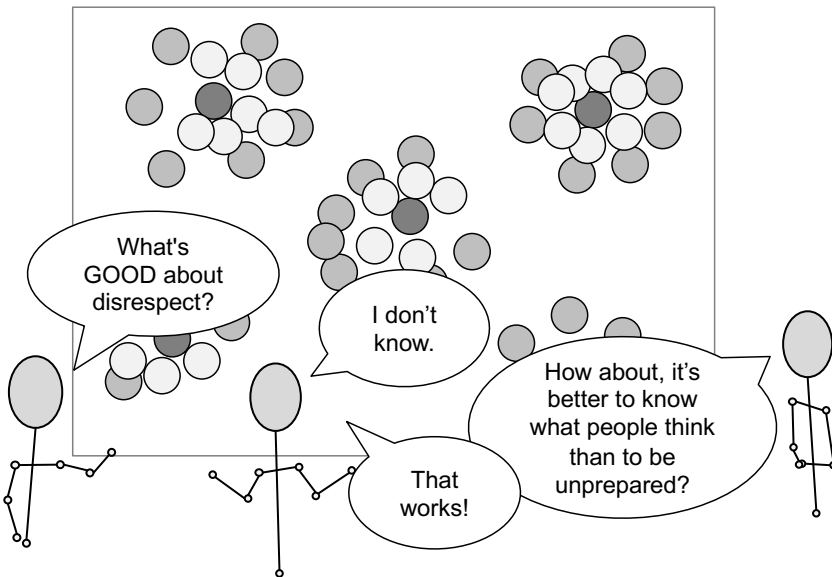 What's
GOOD about
disrespect?
I don’t
know.
How about, it’s
better to know
what people think
than to be
unprepared?
That
works!